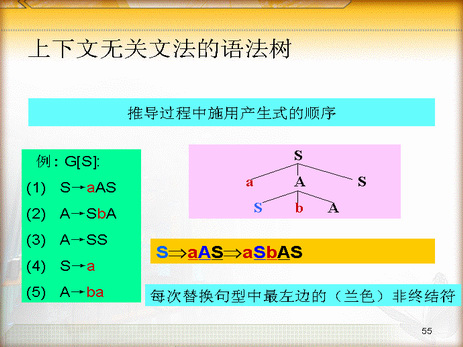 上下文无关文法的语法树
推导过程中施用产生式的顺序
例：G[S]:
(1) S→aAS
(2) A→SbA
(3) A→SS
(4) S→a
(5) A→ba
S
a A S
S b A
S⇒aAS⇒aSbAS
每次替换句型中最左边的（兰色）非终结符
55